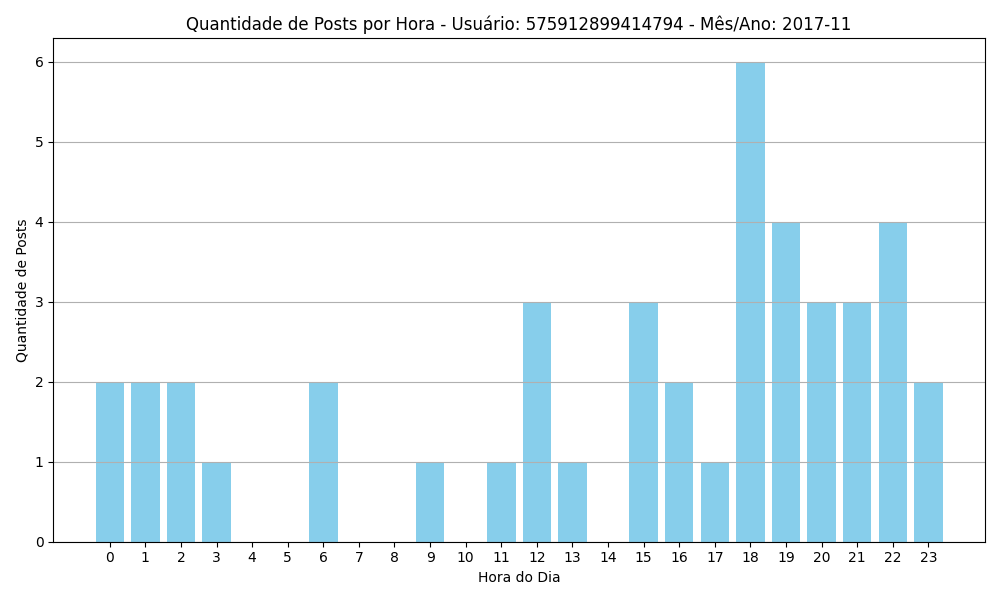 Quantidade de Posts por Hora - Usuário: 575912899414794 - Mês/Ano: 2017-11
Quantidade de Posts
6
5
4
3
2
1
0
0 1 2 3 4 5 6 7 8 9 10 11 12 13 14 15 16 17 18 19 20 21 22 23
Hora do Dia